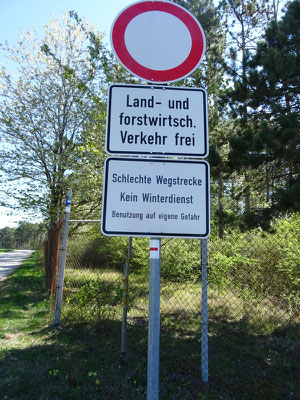 Land- und
forstwirtsch.
Verkehr frei
Schlechte Wegstrecke
Kein Winterdienst
Benutzung auf eigene Gefahr